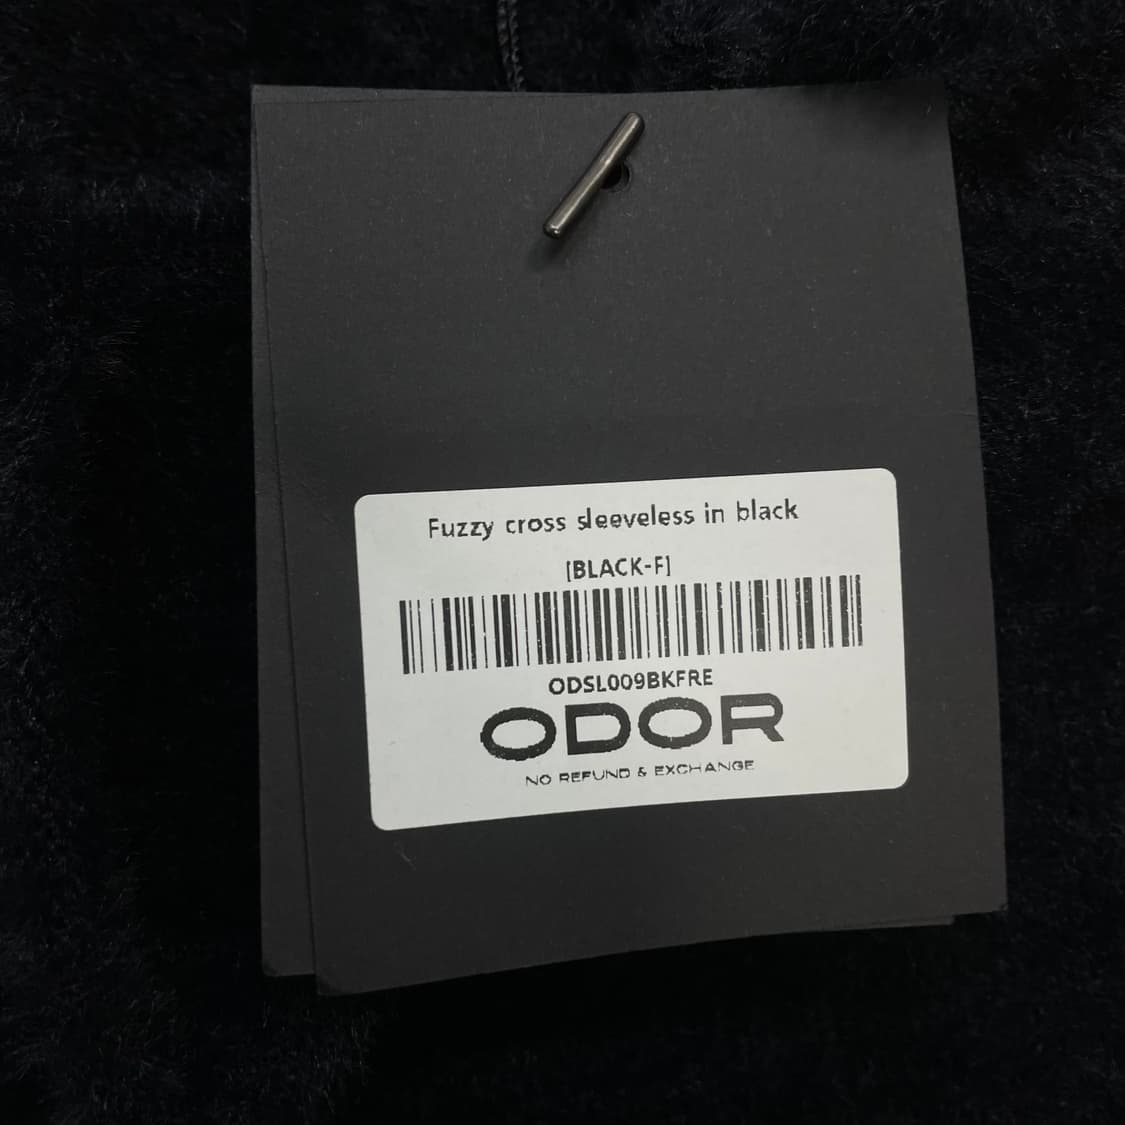 Fuzzy cross sleeveless in black
[BLACK-F]
ODSL009BKFRE
ODOR
NO REFUND & EXCHANGE